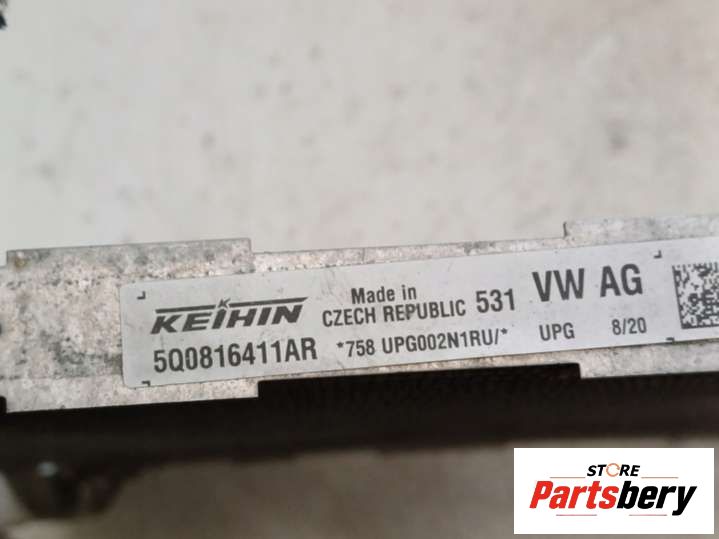 KEIHIN Made in CZECH REPUBLIC 531 VW AG
5Q0816411AR *758 UPG002N1RU/* UPG 8/20
STORE
Partsbery